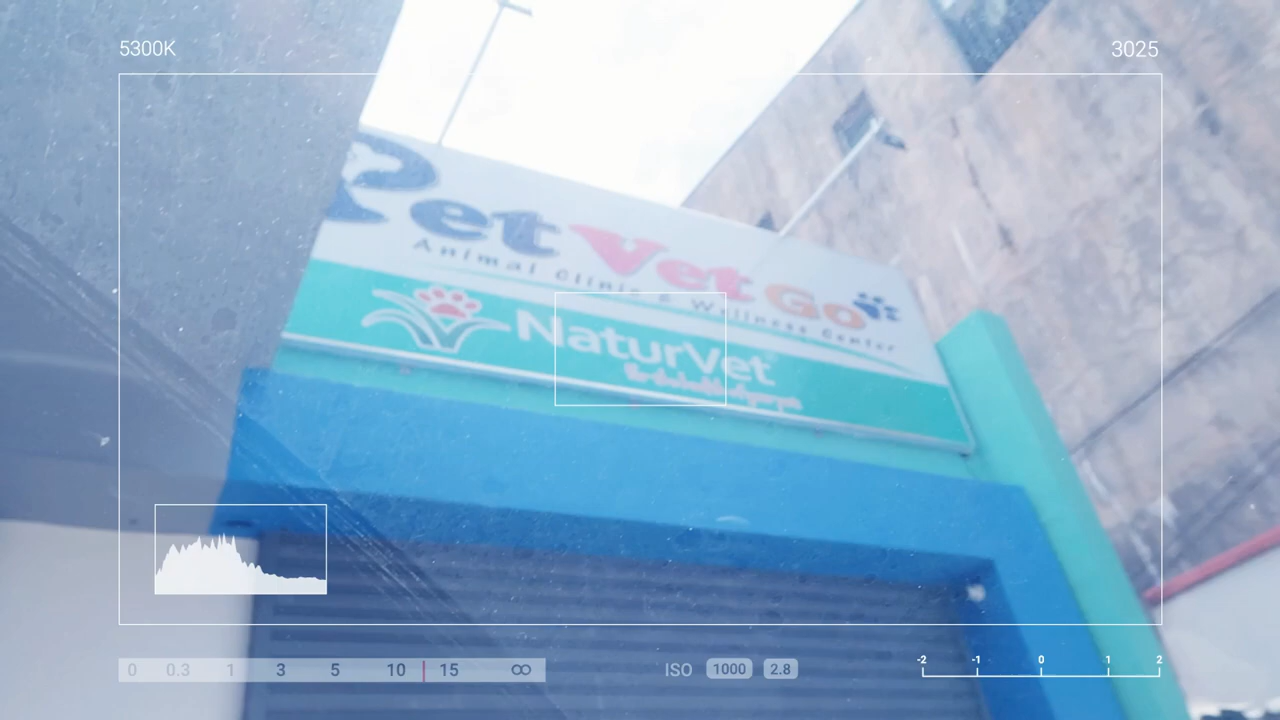 5300K 3025
Pet Vet Go
Animal Clinic & Wellness Center
NaturVet
0 0.3 1 3 5 10 15 ∞
ISO 1000 2.8
-2 -1 0 1 2